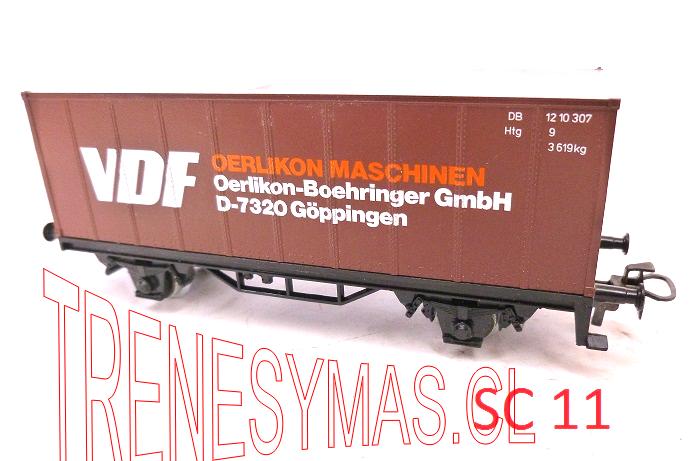 VDF
OERLIKON MASCHINEN
Oerlikon-Boehringer GmbH
D-7320 Göppingen
DB 12 10 307
Htg 9
3 619kg
TRENESYMAS.CL
SC 11